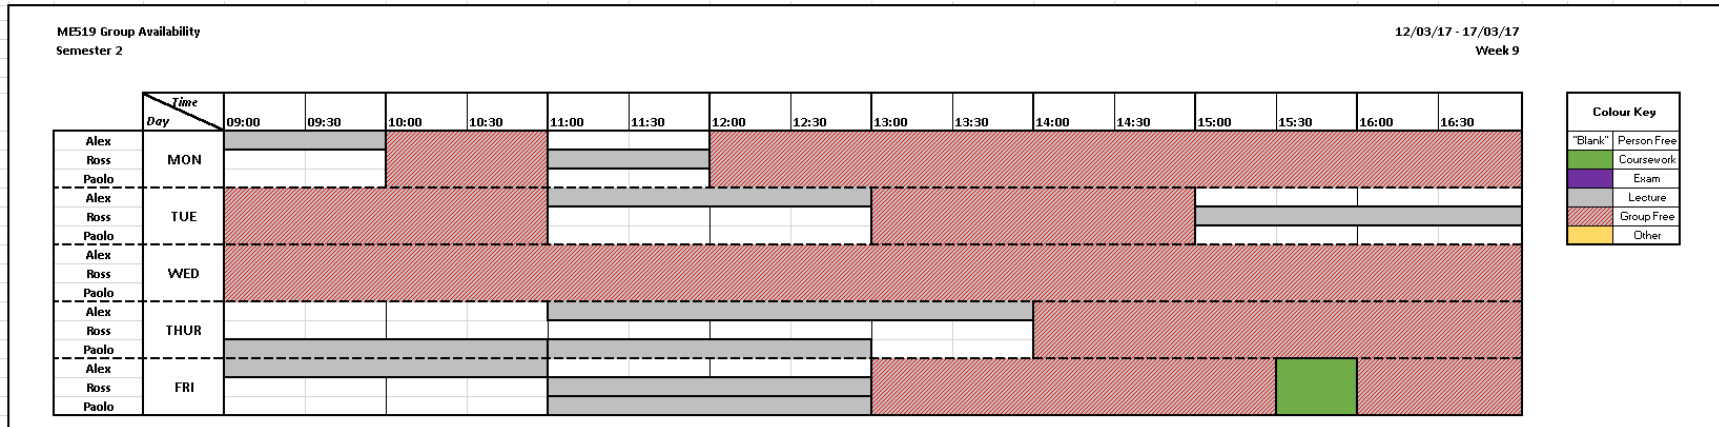 ME519 Group Availability
12/03/17 - 17/03/17
Semester 2
Week 9
Time
Day
09:00 09:30 10:00 10:30 11:00 11:30 12:00 12:30 13:00 13:30 14:00 14:30 15:00 15:30 16:00 16:30
Alex
Ross MON
Paolo
Alex
Ross TUE
Paolo
Alex
Ross WED
Paolo
Alex
Ross THUR
Paolo
Alex
Ross FRI
Paolo
Colour Key
"Blank" Person Free
Coursework
Exam
Lecture
Group Free
Other